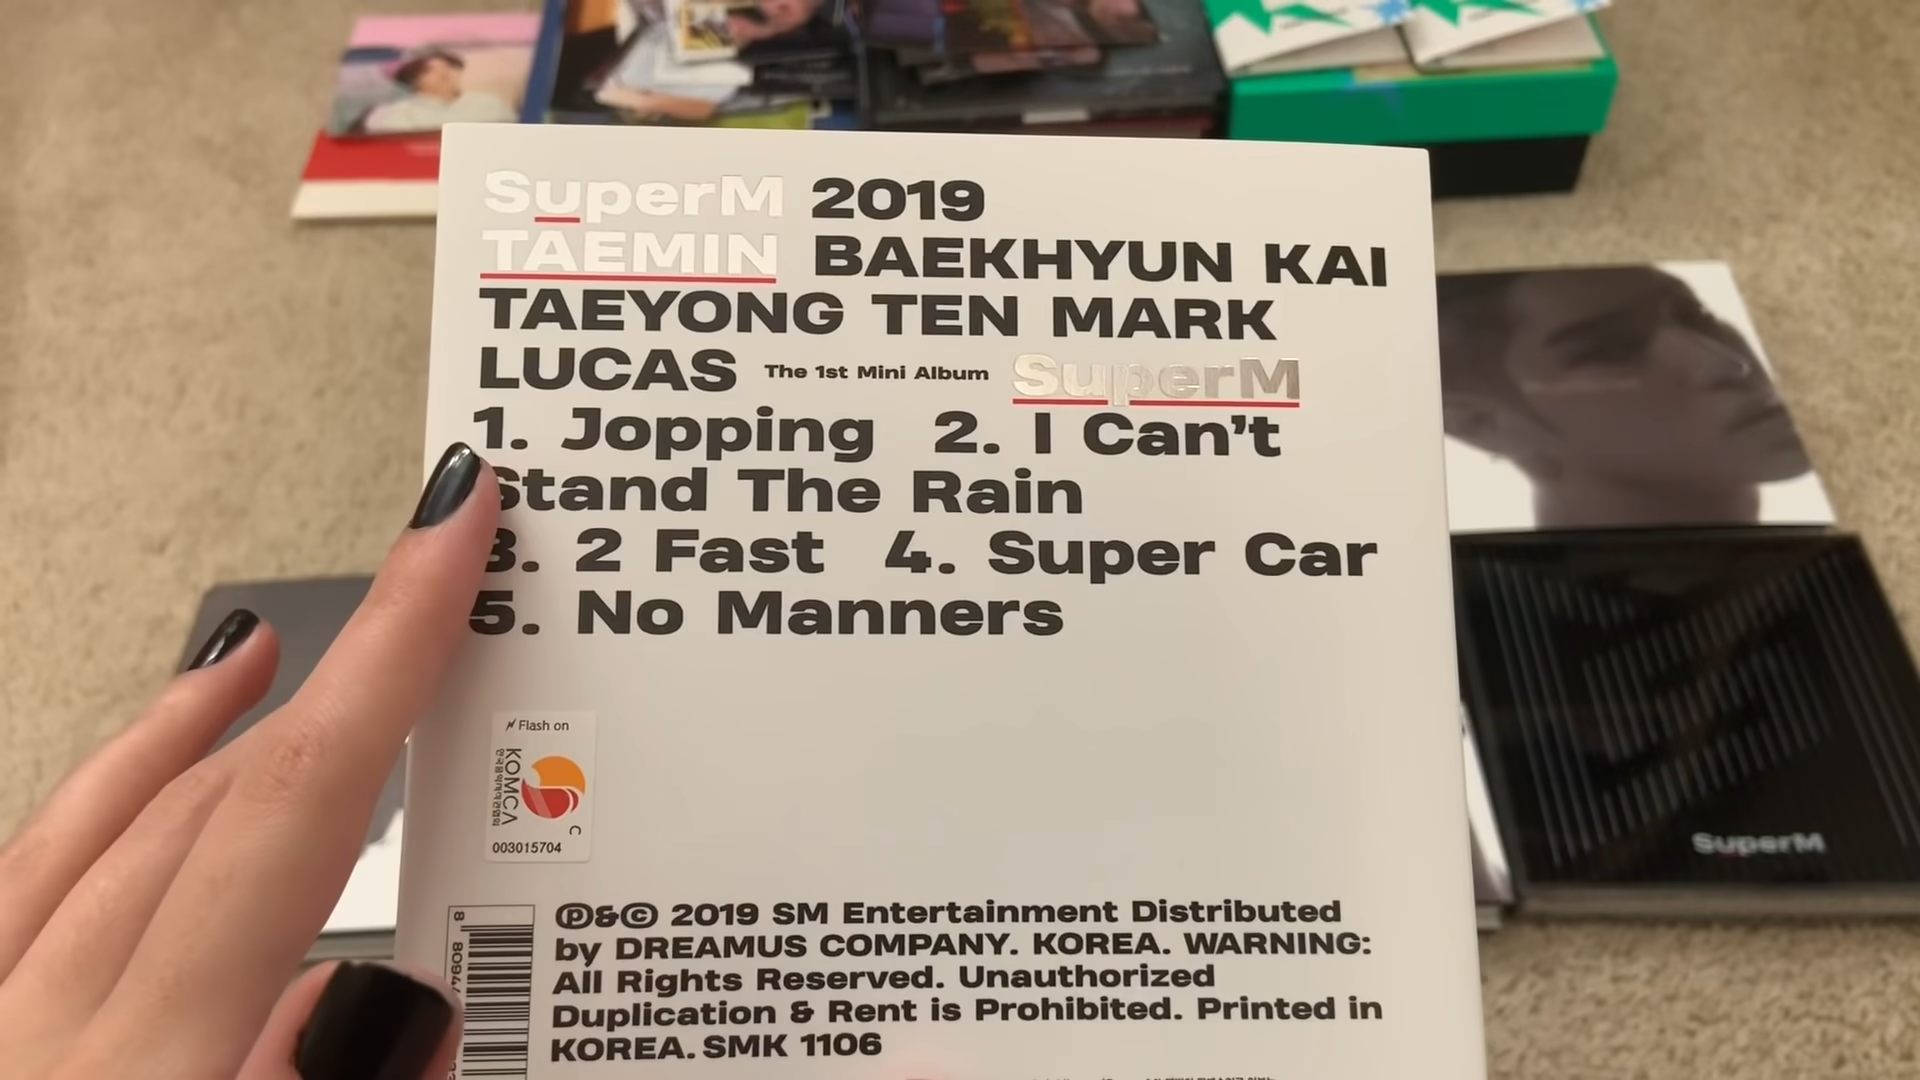 SuperM 2019
TAEMIN BAEKHYUN KAI
TAEYONG TEN MARK
LUCAS The 1st Mini Album SuperM
1. Jopping 2. I Can't
Stand The Rain
3. 2 Fast 4. Super Car
5. No Manners
Flash on
KOMCA
C
003015704
℗&© 2019 SM Entertainment Distributed
by DREAMUS COMPANY. KOREA. WARNING:
All Rights Reserved. Unauthorized
Duplication & Rent is Prohibited. Printed in
KOREA. SMK 1106
SuperM